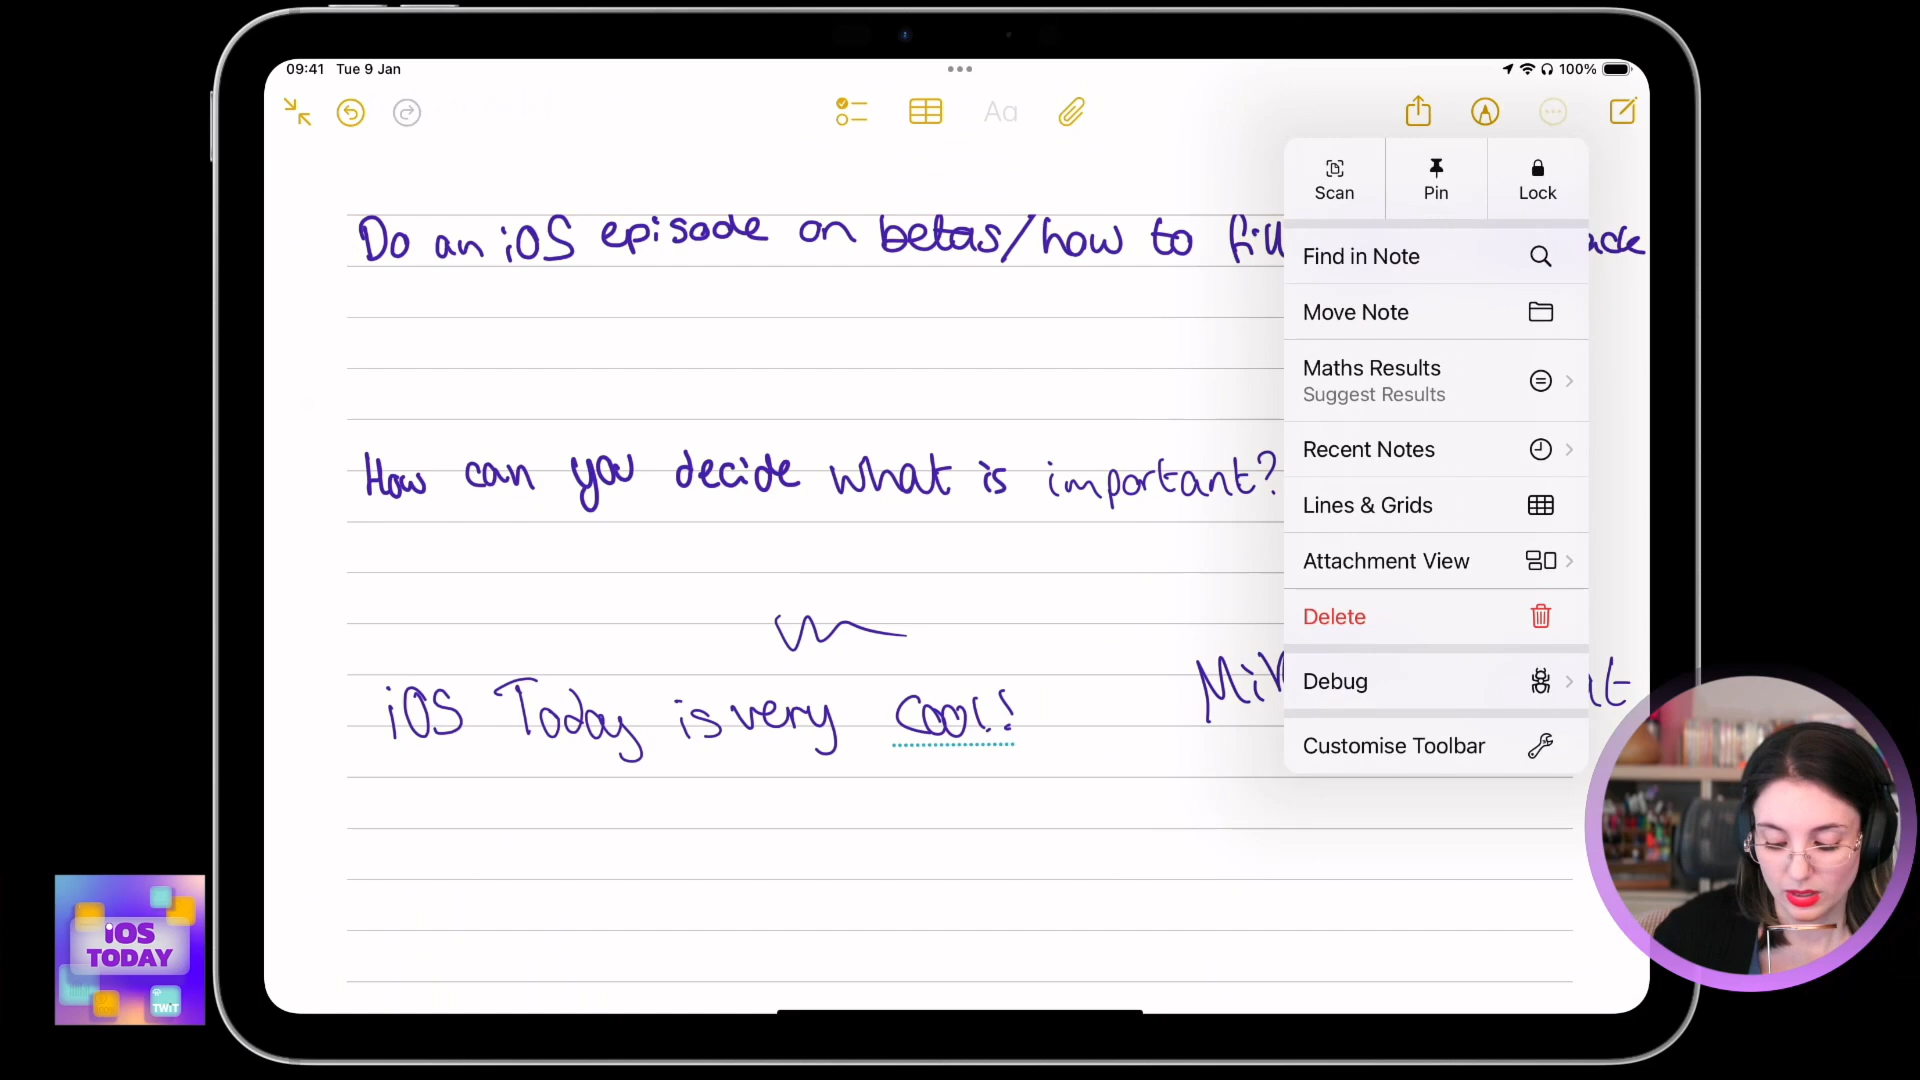 09:41 Tue 9 Jan
100%
Aa
Scan
Pin
Lock
Do an iOS episode on betas/how to
Find in Note
Move Note
Maths Results
Suggest Results
Recent Notes
How can you decide what is important?
Lines & Grids
Attachment View
Delete
Debug
iOS Today is very cool!
Customise Toolbar
iOS
TODAY
TWiT